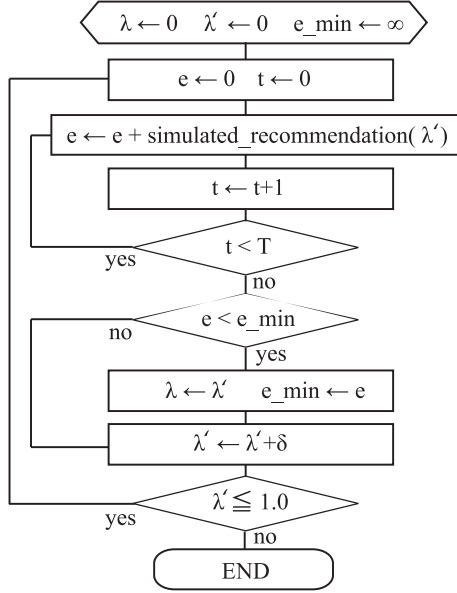 λ ← 0 λ‘ ← 0 e_min ← ∞
e ← 0 t ← 0
e ← e + simulated_recommendation( λ‘)
t ← t+1
t < T
yes
no
e < e_min
no
yes
λ ← λ‘ e_min ← e
λ‘ ← λ‘+δ
λ‘ ≦ 1.0
yes
no
END